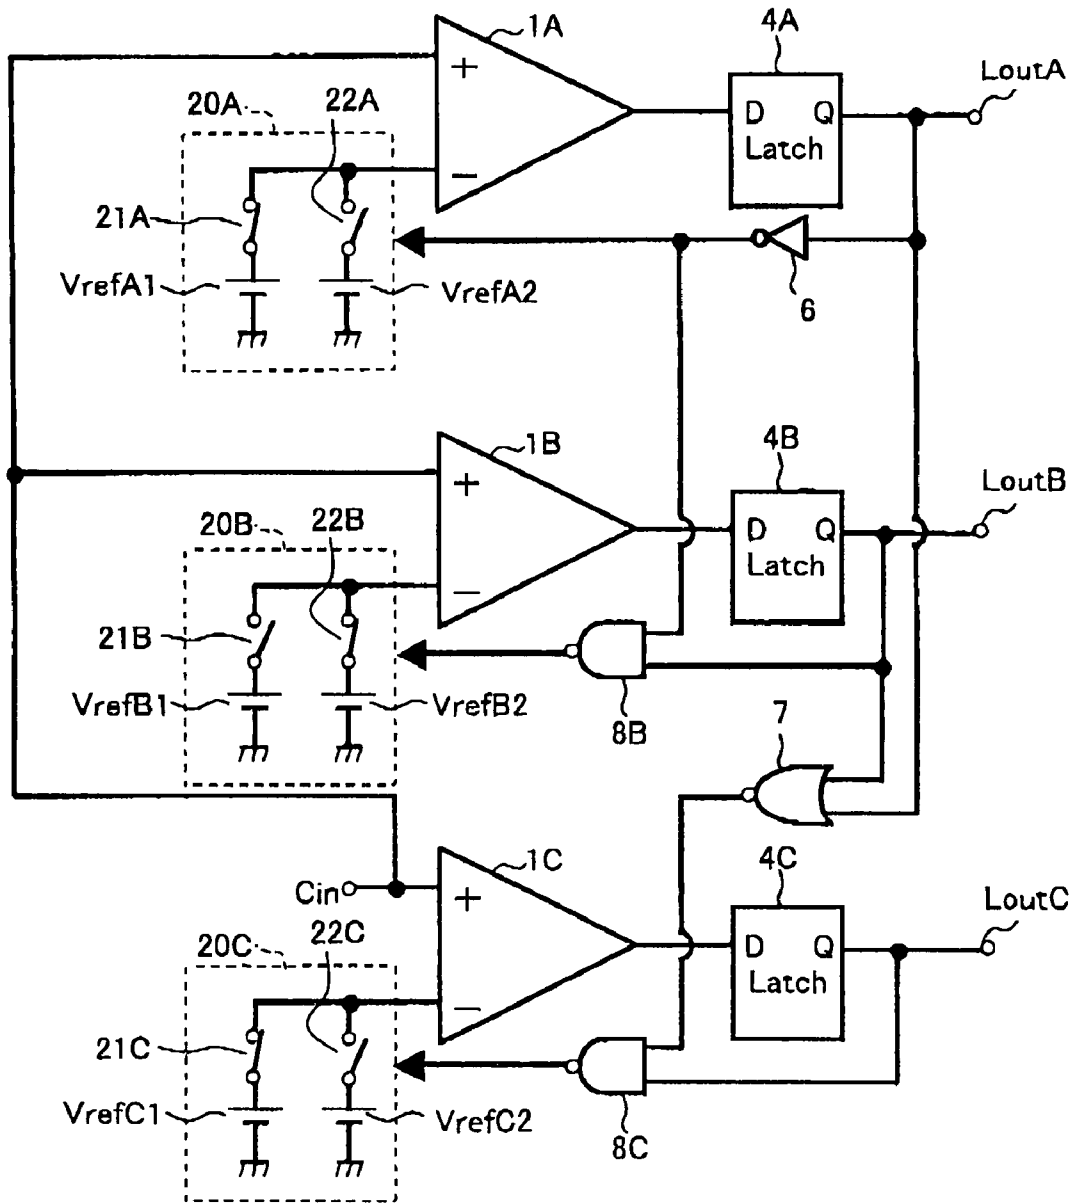 1A
4A
LoutA
20A
22A
+
D Q
Latch
−
21A
VrefA1
VrefA2
6
1B
4B
LoutB
20B
22B
+
D Q
Latch
−
21B
VrefB1
VrefB2
8B
7
1C
4C
LoutC
Cin
+
20C
22C
D Q
Latch
−
21C
VrefC1
VrefC2
8C